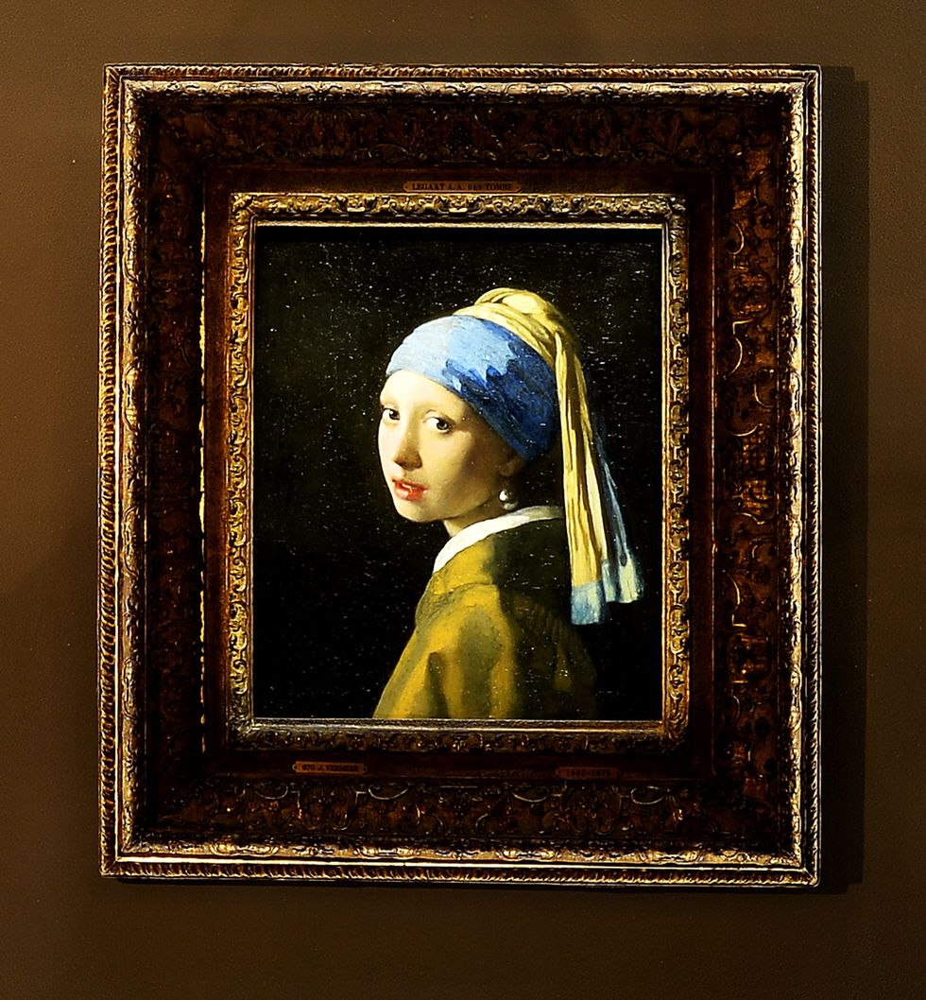 LEGAAT A.A. DES TOMBE
670 J. VERMEER
1632-1675